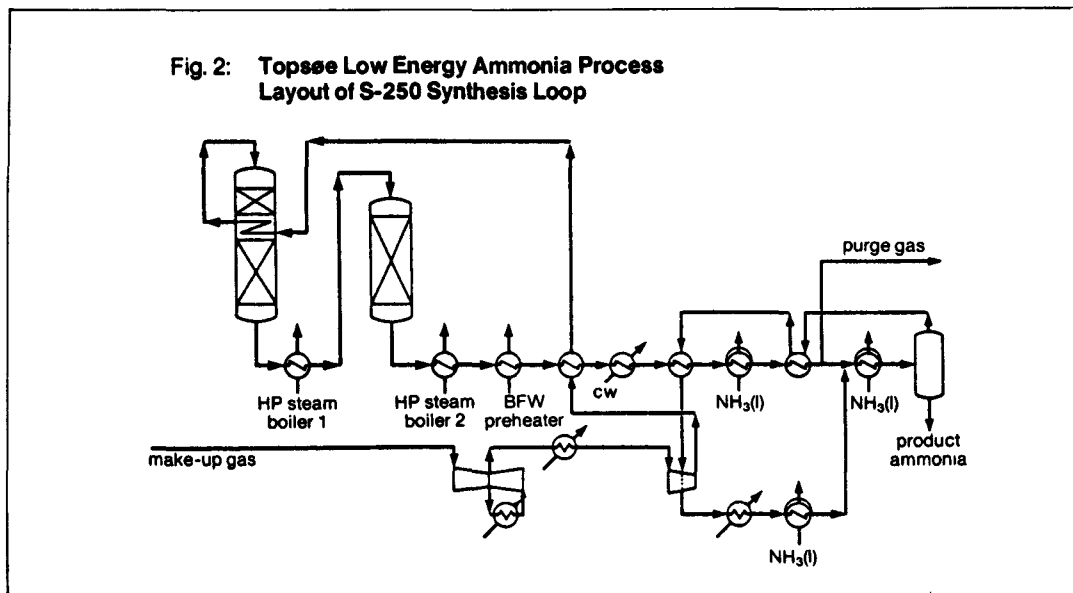 Fig. 2: Topsøe Low Energy Ammonia Process
Layout of S-250 Synthesis Loop
purge gas
HP steam
boiler 1
HP steam
boiler 2
BFW
preheater
cw
NH₃(l)
NH₃(l)
product
ammonia
make-up gas
NH₃(l)